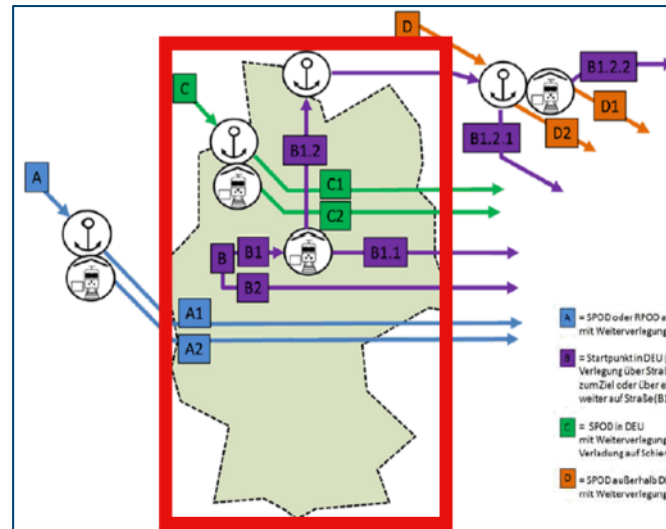 D
B1.2.2
C
D1
B1.2
D2
B1.2.1
A
C1
C2
B
B1
B1.1
B2
A1
A2
A = SPOD oder RPOD a
mit Weiterverlegung
B = Startpunkt in DEU
Verlegung über Straß
zum Ziel oder über e
weiter auf Straße (B1
C = SPOD in DEU
mit Weiterverlegung
Verladung auf Schie
D = SPOD außerhalb D
mit Weiterverlegung